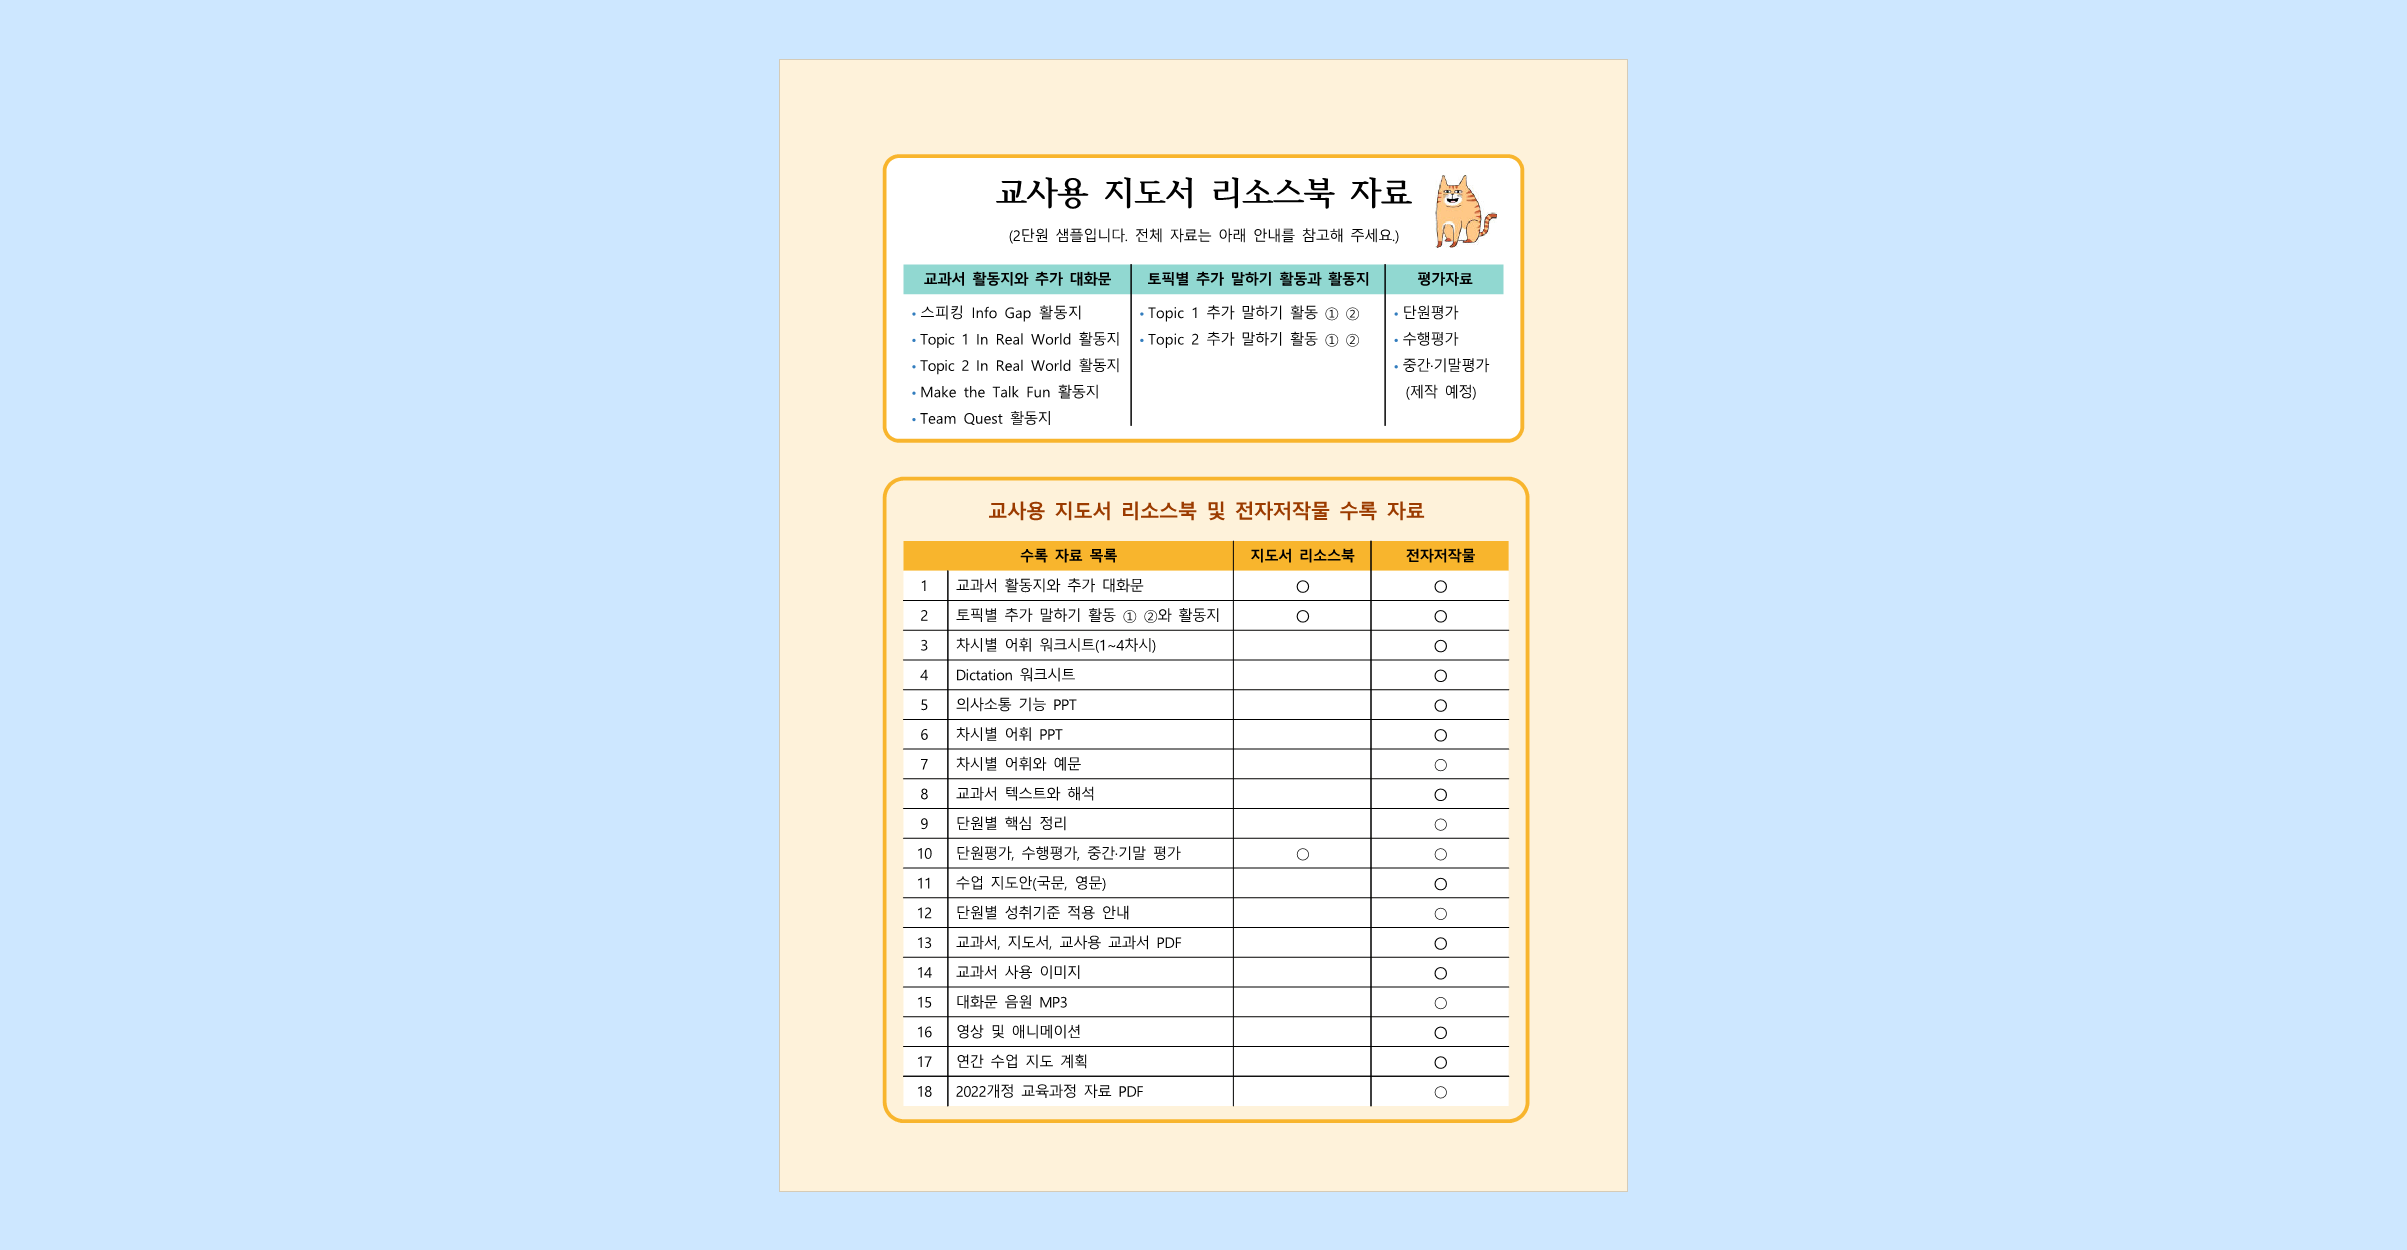 교사용 지도서 리소스북 자료
(2단원 샘플입니다. 전체 자료는 아래 안내를 참고해 주세요.)
교과서 활동지와 추가 대화문
• 스피킹 Info Gap 활동지
• Topic 1 In Real World 활동지
• Topic 2 In Real World 활동지
• Make the Talk Fun 활동지
• Team Quest 활동지
토픽별 추가 말하기 활동과 활동지
• Topic 1 추가 말하기 활동 ① ②
• Topic 2 추가 말하기 활동 ① ②
평가자료
• 단원평가
• 수행평가
• 중간·기말평가
(제작 예정)
교사용 지도서 리소스북 및 전자저작물 수록 자료
수록 자료 목록 지도서 리소스북 전자저작물
1 교과서 활동지와 추가 대화문 ○ ○
2 토픽별 추가 말하기 활동 ① ②와 활동지 ○ ○
3 차시별 어휘 워크시트(1~4차시) ○
4 Dictation 워크시트 ○
5 의사소통 기능 PPT ○
6 차시별 어휘 PPT ○
7 차시별 어휘와 예문 ○
8 교과서 텍스트와 해석 ○
9 단원별 핵심 정리 ○
10 단원평가, 수행평가, 중간·기말 평가 ○ ○
11 수업 지도안(국문, 영문) ○
12 단원별 성취기준 적용 안내 ○
13 교과서, 지도서, 교사용 교과서 PDF ○
14 교과서 사용 이미지 ○
15 대화문 음원 MP3 ○
16 영상 및 애니메이션 ○
17 연간 수업 지도 계획 ○
18 2022개정 교육과정 자료 PDF ○